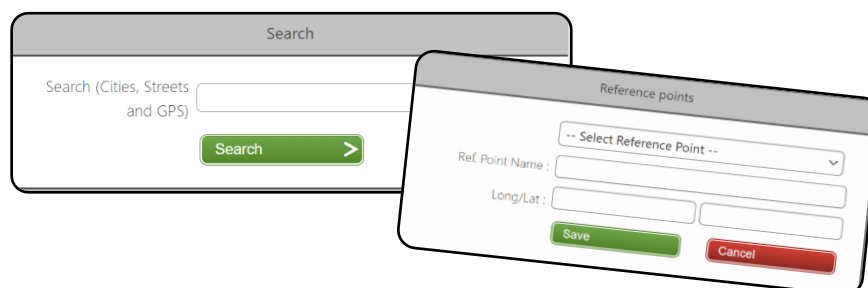 Search
Search (Cities, Streets
and GPS)
Search
Reference points
-- Select Reference Point --
Ref. Point Name :
Long/Lat :
Save
Cancel